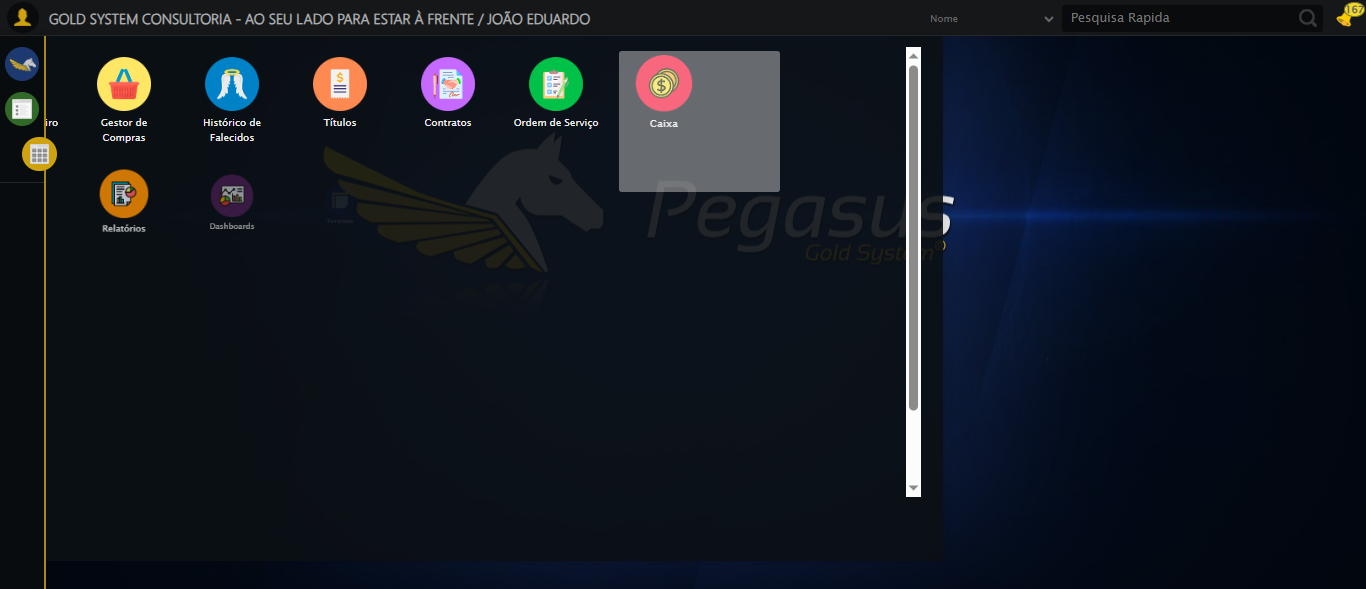 GOLD SYSTEM CONSULTORIA - AO SEU LADO PARA ESTAR À FRENTE / JOÃO EDUARDO
Nome
Pesquisa Rapida
167
iro
Gestor de
Compras
Histórico de
Falecidos
Títulos
Contratos
Ordem de Serviço
Caixa
Relatórios
Dashboards
Pegasus
Gold System